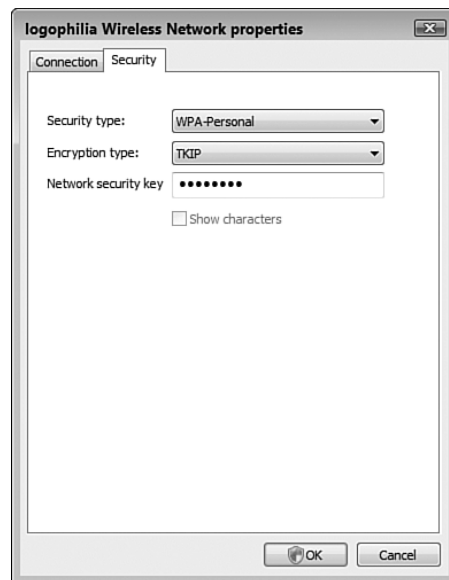 logophilia Wireless Network properties
Connection Security
Security type: WPA-Personal
Encryption type: TKIP
Network security key ●●●●●●●●
Show characters
OK Cancel